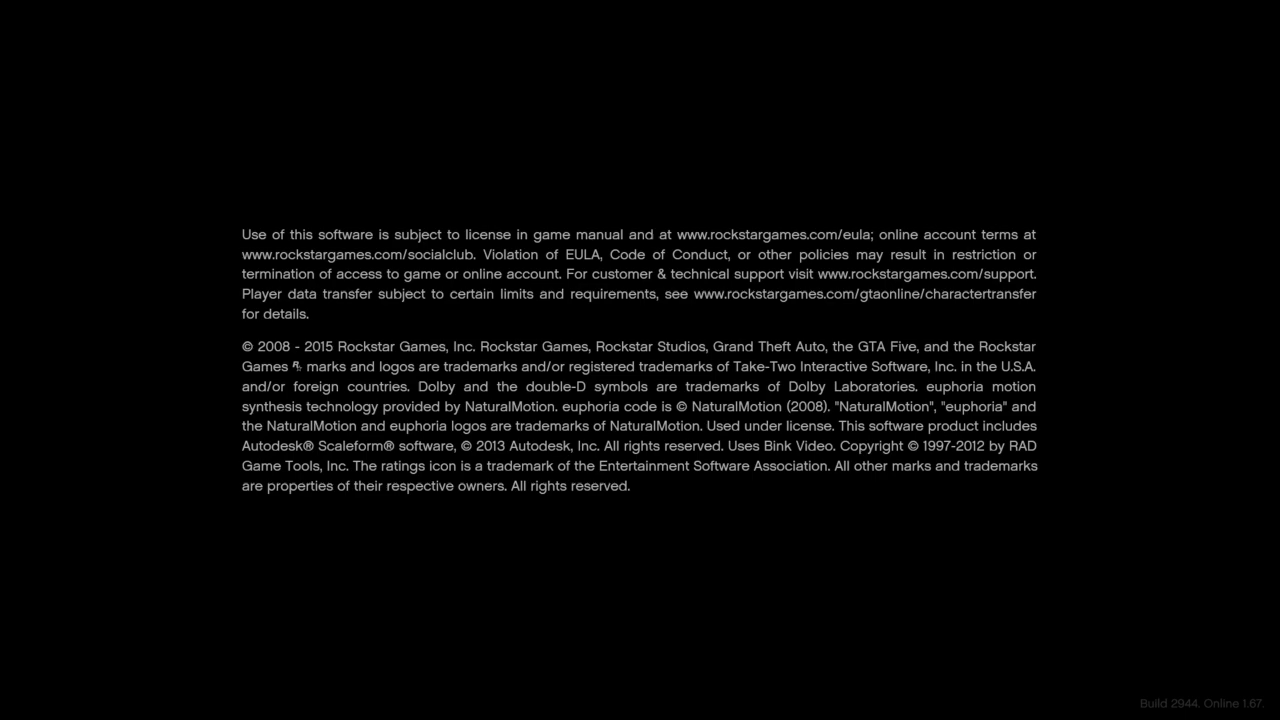 Use of this software is subject to license in game manual and at www.rockstargames.com/eula; online account terms at
www.rockstargames.com/socialclub. Violation of EULA, Code of Conduct, or other policies may result in restriction or
termination of access to game or online account. For customer & technical support visit www.rockstargames.com/support.
Player data transfer subject to certain limits and requirements, see www.rockstargames.com/gtaonline/charactertransfer
for details.
© 2008 - 2015 Rockstar Games, Inc. Rockstar Games, Rockstar Studios, Grand Theft Auto, the GTA Five, and the Rockstar
Games R* marks and logos are trademarks and/or registered trademarks of Take-Two Interactive Software, Inc. in the U.S.A.
and/or foreign countries. Dolby and the double-D symbols are trademarks of Dolby Laboratories. euphoria motion
synthesis technology provided by NaturalMotion. euphoria code is © NaturalMotion (2008). "NaturalMotion", "euphoria" and
the NaturalMotion and euphoria logos are trademarks of NaturalMotion. Used under license. This software product includes
Autodesk® Scaleform® software, © 2013 Autodesk, Inc. All rights reserved. Uses Bink Video. Copyright © 1997-2012 by RAD
Game Tools, Inc. The ratings icon is a trademark of the Entertainment Software Association. All other marks and trademarks
are properties of their respective owners. All rights reserved.
Build 2944. Online 1.67.